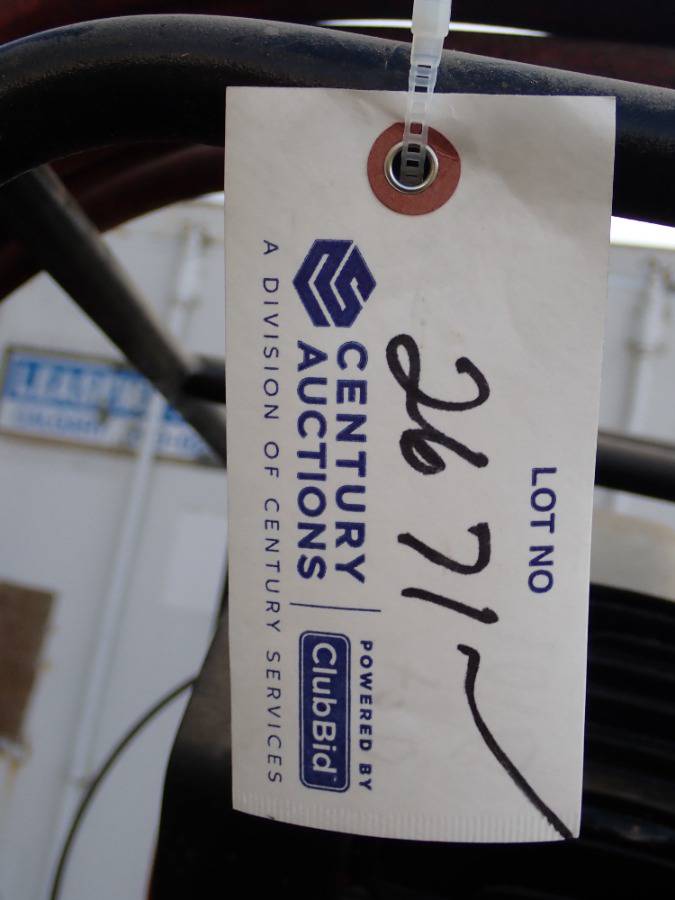 LOT NO
2671
CENTURY
AUCTIONS
POWERED BY
ClubBid
A DIVISION OF CENTURY SERVICES